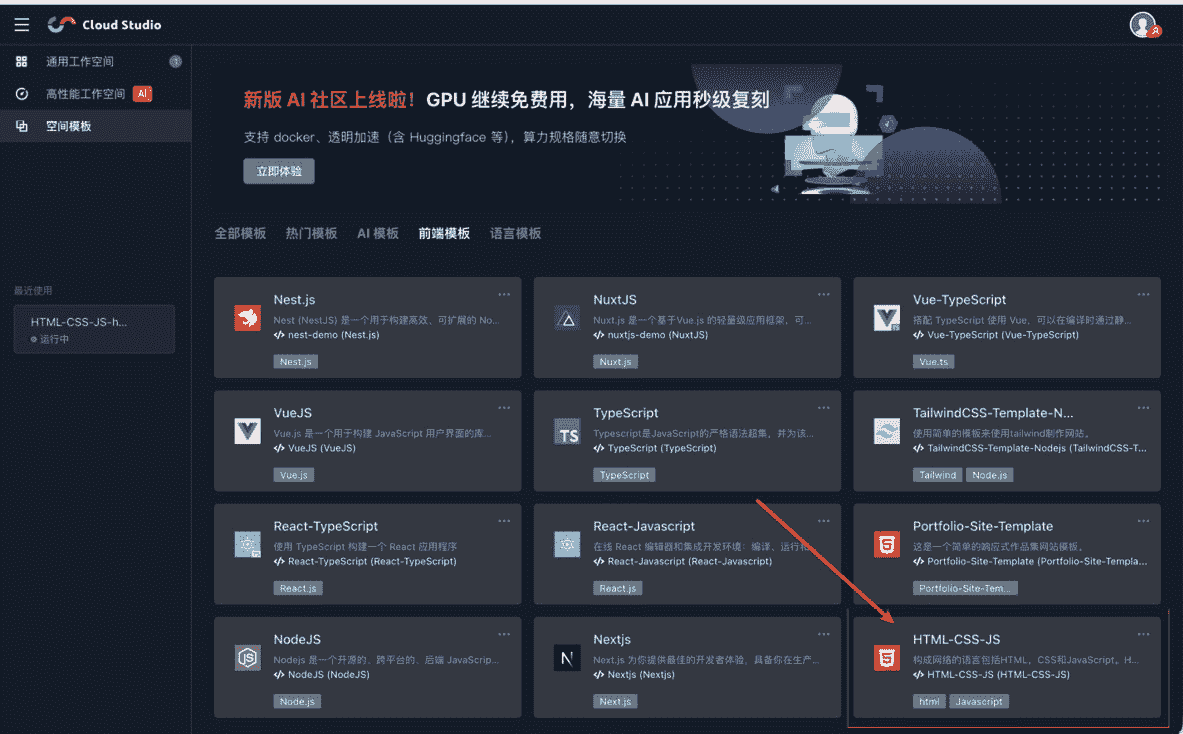 Cloud Studio
通用工作空间 1
高性能工作空间 AI
空间模板
最近使用
HTML-CSS-JS-h...
运行中
新版 AI 社区上线啦！GPU 继续免费用，海量 AI 应用秒级复刻
支持 docker、透明加速（含 Huggingface 等），算力规格随意切换
立即体验
全部模板 热门模板 AI 模板 前端模板 语言模板
Nest.js
Nest (NestJS) 是一个用于构建高效、可扩展的 No...
</> nest-demo (Nest.js)
Nest.js
NuxtJS
Nuxt.js 是一个基于Vue.js 的轻量级应用框架，可...
</> nuxtjs-demo (NuxtJS)
Nuxt.js
Vue-TypeScript
搭配 TypeScript 使用 Vue，可以在编译时通过静...
</> Vue-TypeScript (Vue-TypeScript)
Vue.ts
VueJS
Vue.js 是一个用于构建 JavaScript 用户界面的库...
</> VueJS (VueJS)
Vue.js
TS
TypeScript
Typescript是JavaScript的严格语法超集，并为该...
</> TypeScript (TypeScript)
TypeScript
TailwindCSS-Template-N...
使用简单的模板来使用tailwind制作网站。
</> TailwindCSS-Template-Nodejs (TailwindCSS-T...
Tailwind Node.js
React-TypeScript
使用 TypeScript 构建一个 React 应用程序
</> React-TypeScript (React-TypeScript)
React.js
React-Javascript
在线 React 编辑器和集成开发环境：编译、运行和
</> React-Javascript (React-Javascript)
React.js
Portfolio-Site-Template
这是一个简单的响应式作品集网站模板。
</> Portfolio-Site-Template (Portfolio-Site-Templa...
Portfolio-Site-Tem...
NodeJS
Nodejs 是一个开源的、跨平台的、后端 JavaScrip...
</> NodeJS (NodeJS)
Node.js
N
Nextjs
Next.js 为你提供最佳的开发者体验，具备你在生产...
</> Nextjs (Nextjs)
Next.js
HTML-CSS-JS
构成网络的语言包括HTML，CSS和JavaScript。H...
</> HTML-CSS-JS (HTML-CSS-JS)
html Javascript